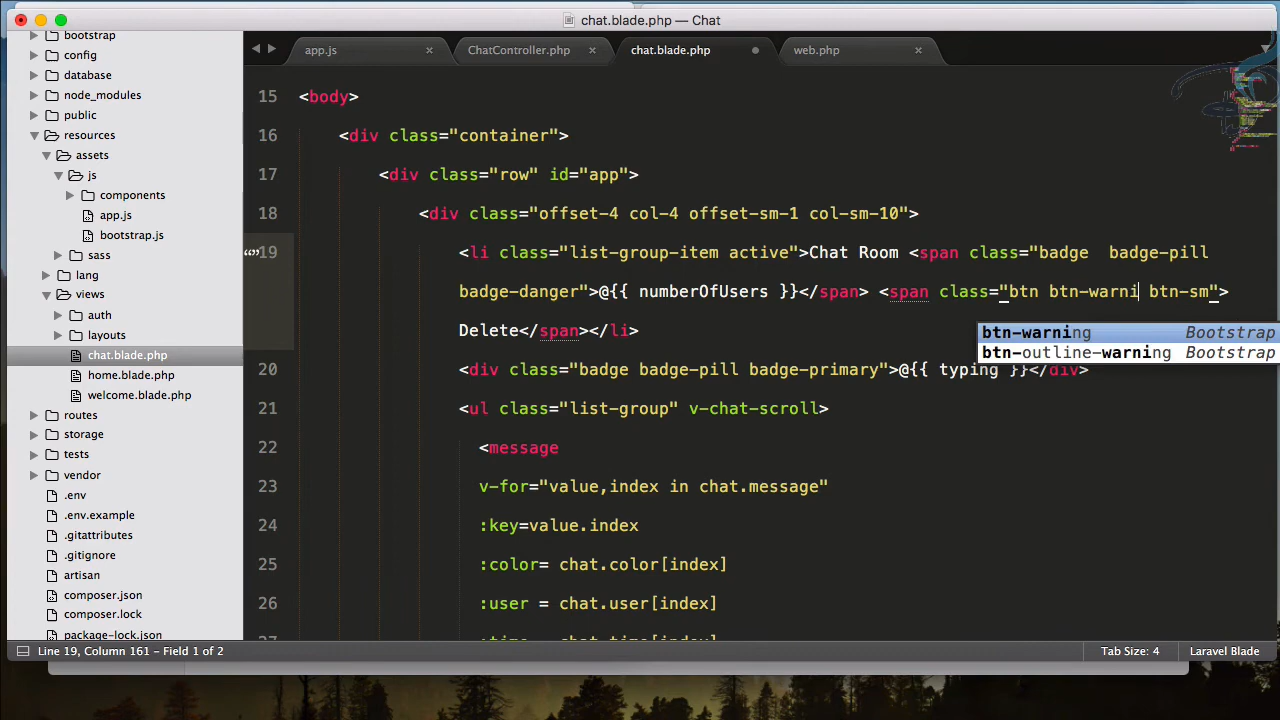 chat.blade.php — Chat
bootstrap
config
database
node_modules
public
resources
assets
js
components
app.js
bootstrap.js
sass
lang
views
auth
layouts
chat.blade.php
home.blade.php
welcome.blade.php
routes
storage
tests
vendor
.env
.env.example
.gitattributes
.gitignore
artisan
composer.json
composer.lock
package-lock.json
app.js
ChatController.php
chat.blade.php
web.php
15 <body>
16 <div class="container">
17 <div class="row" id="app">
18 <div class="offset-4 col-4 offset-sm-1 col-sm-10">
19 <li class="list-group-item active">Chat Room <span class="badge  badge-pill
badge-danger">@{{ numberOfUsers }}</span> <span class="btn btn-warni btn-sm">
Delete</span></li>
btn-warning Bootstrap
btn-outline-warning Bootstrap
20 <div class="badge badge-pill badge-primary">@{{ typing }}</div>
21 <ul class="list-group" v-chat-scroll>
22 <message
23 v-for="value,index in chat.message"
24 :key=value.index
25 :color= chat.color[index]
26 :user = chat.user[index]
27 :time = chat.time[index]
Line 19, Column 161 - Field 1 of 2
Tab Size: 4
Laravel Blade